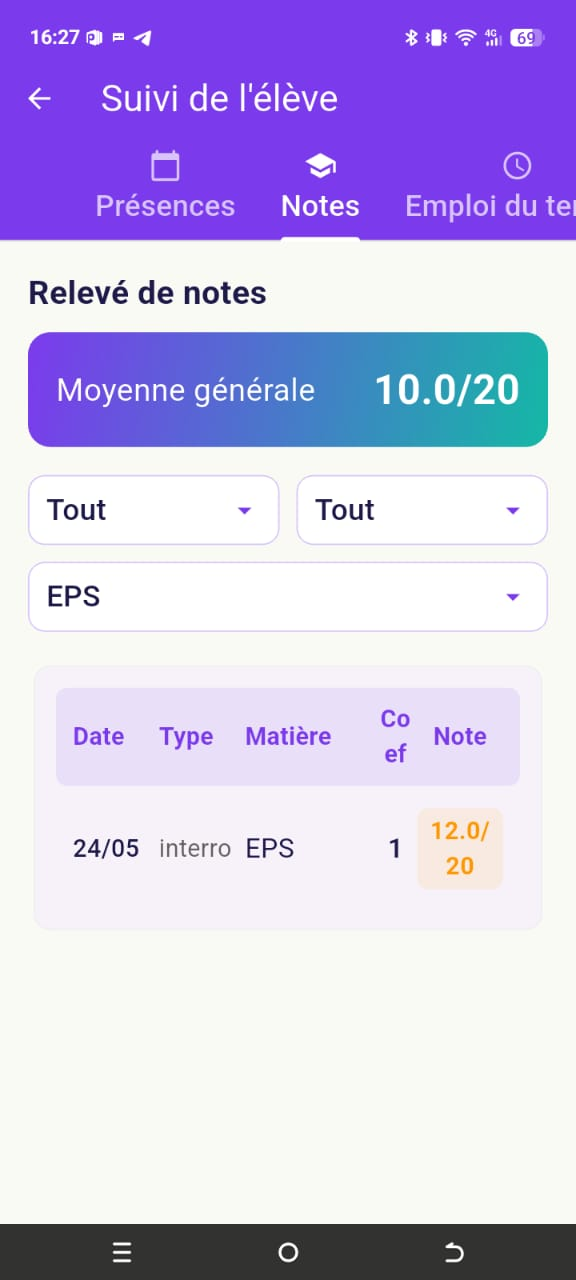 16:27 4G 69
Suivi de l'élève
Présences Notes Emploi du te
Relevé de notes
Moyenne générale 10.0/20
Tout Tout
EPS
Date Type Matière Co
ef Note
24/05 interro EPS 1 12.0/
20